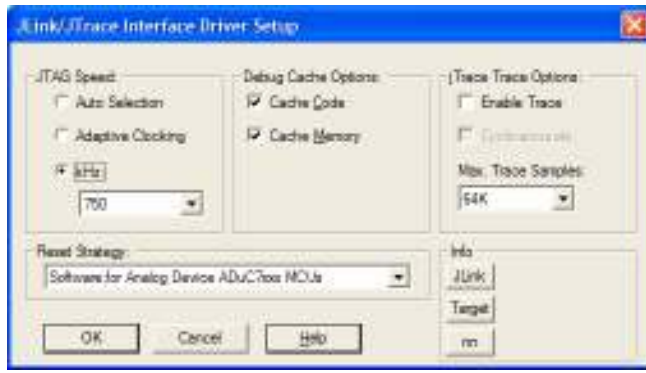 JLink/JTrace Interface Driver Setup
JTAG Speed:
Auto Selection
Adaptive Clocking
kHz
750
Debug Cache Options:
Cache Code
Cache Memory
jTrace Trace Options
Enable Trace
Max. Trace Samples:
64K
Reset Strategy:
Software for Analog Device ADuC7xxx MCUs
Info
JLink
Target
OK
Cancel
Help